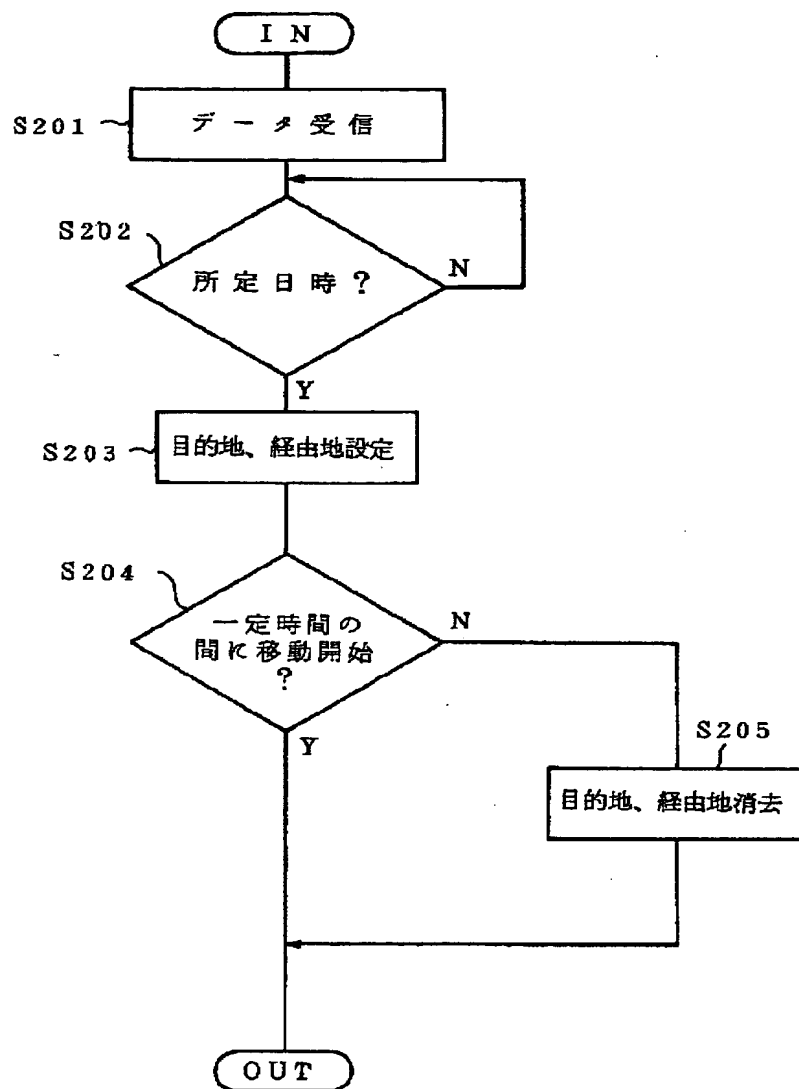 IN
S201
データ受信
S202
所定日時?
N
Y
S203
目的地、経由地設定
S204
一定時間の
間に移動開始
?
N
Y
S205
目的地、経由地消去
OUT